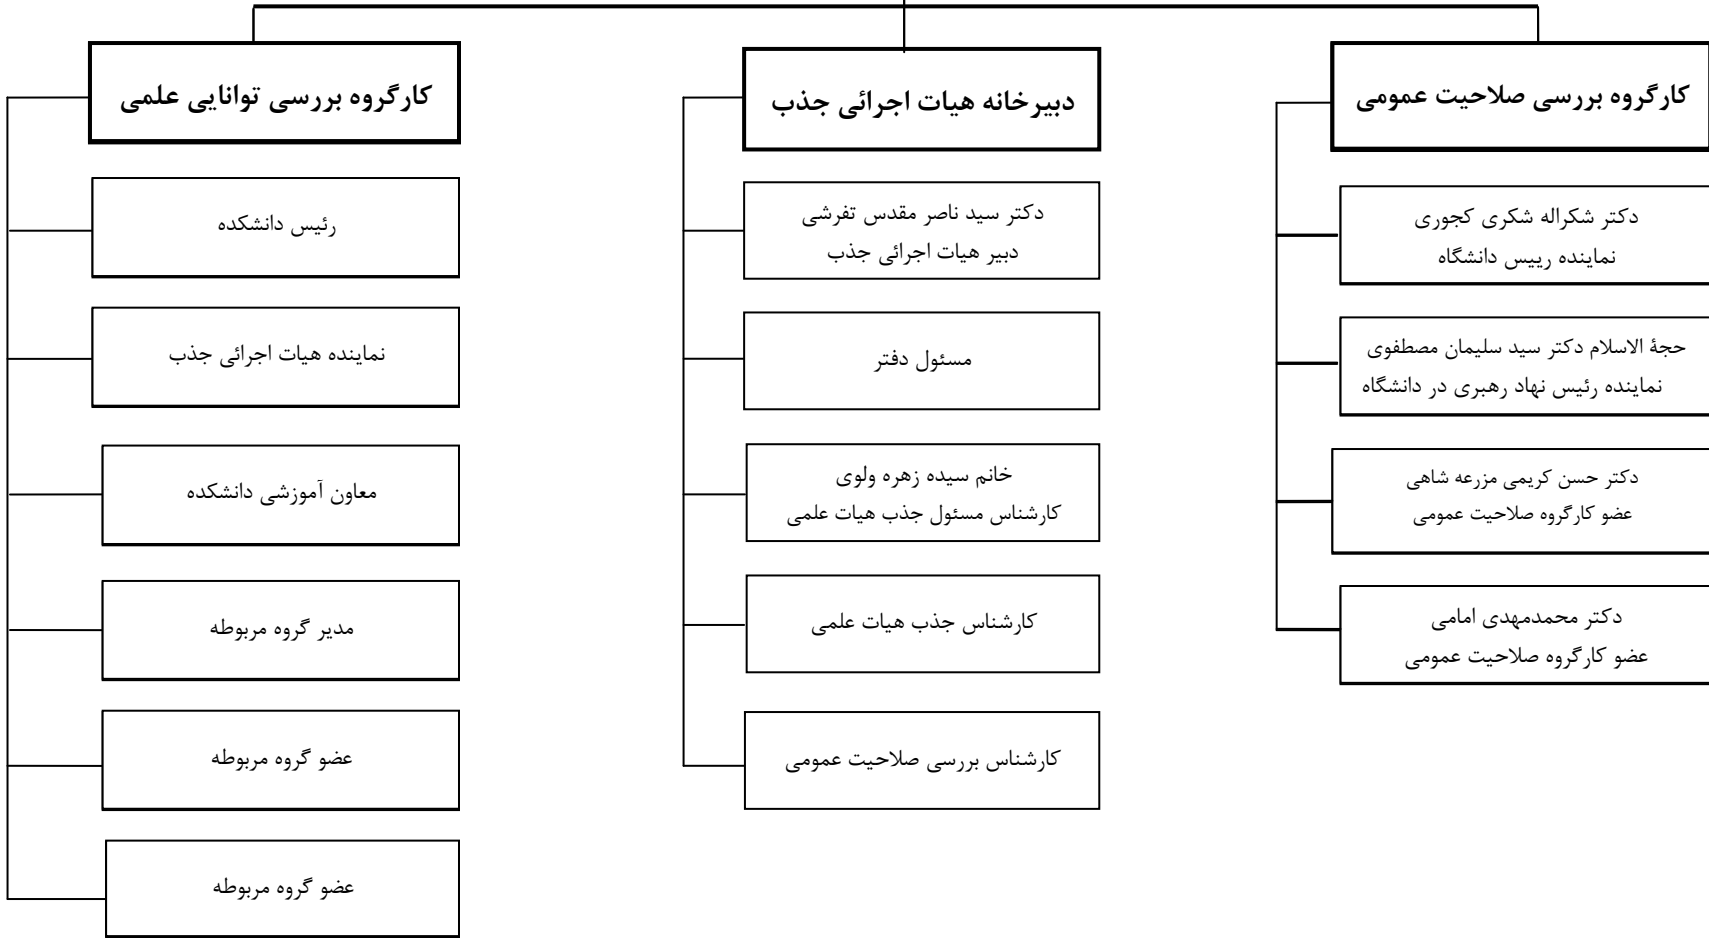 کارگروه بررسی صلاحیت عمومی
دکتر شکراله شکری کجوری
نماینده رییس دانشگاه
حجۀ الاسلام دکتر سید سلیمان مصطفوی
نماینده رئیس نهاد رهبری در دانشگاه
دکتر حسن کریمی مزرعه شاهی
عضو کارگروه صلاحیت عمومی
دکتر محمدمهدی امامی
عضو کارگروه صلاحیت عمومی
دبیرخانه هیات اجرائی جذب
دکتر سید ناصر مقدس تفرشی
دبیر هیات اجرائی جذب
مسئول دفتر
خانم سیده زهره ولوی
کارشناس مسئول جذب هیات علمی
کارشناس جذب هیات علمی
کارشناس بررسی صلاحیت عمومی
کارگروه بررسی توانایی علمی
رئیس دانشکده
نماینده هیات اجرائی جذب
معاون آموزشی دانشکده
مدیر گروه مربوطه
عضو گروه مربوطه
عضو گروه مربوطه